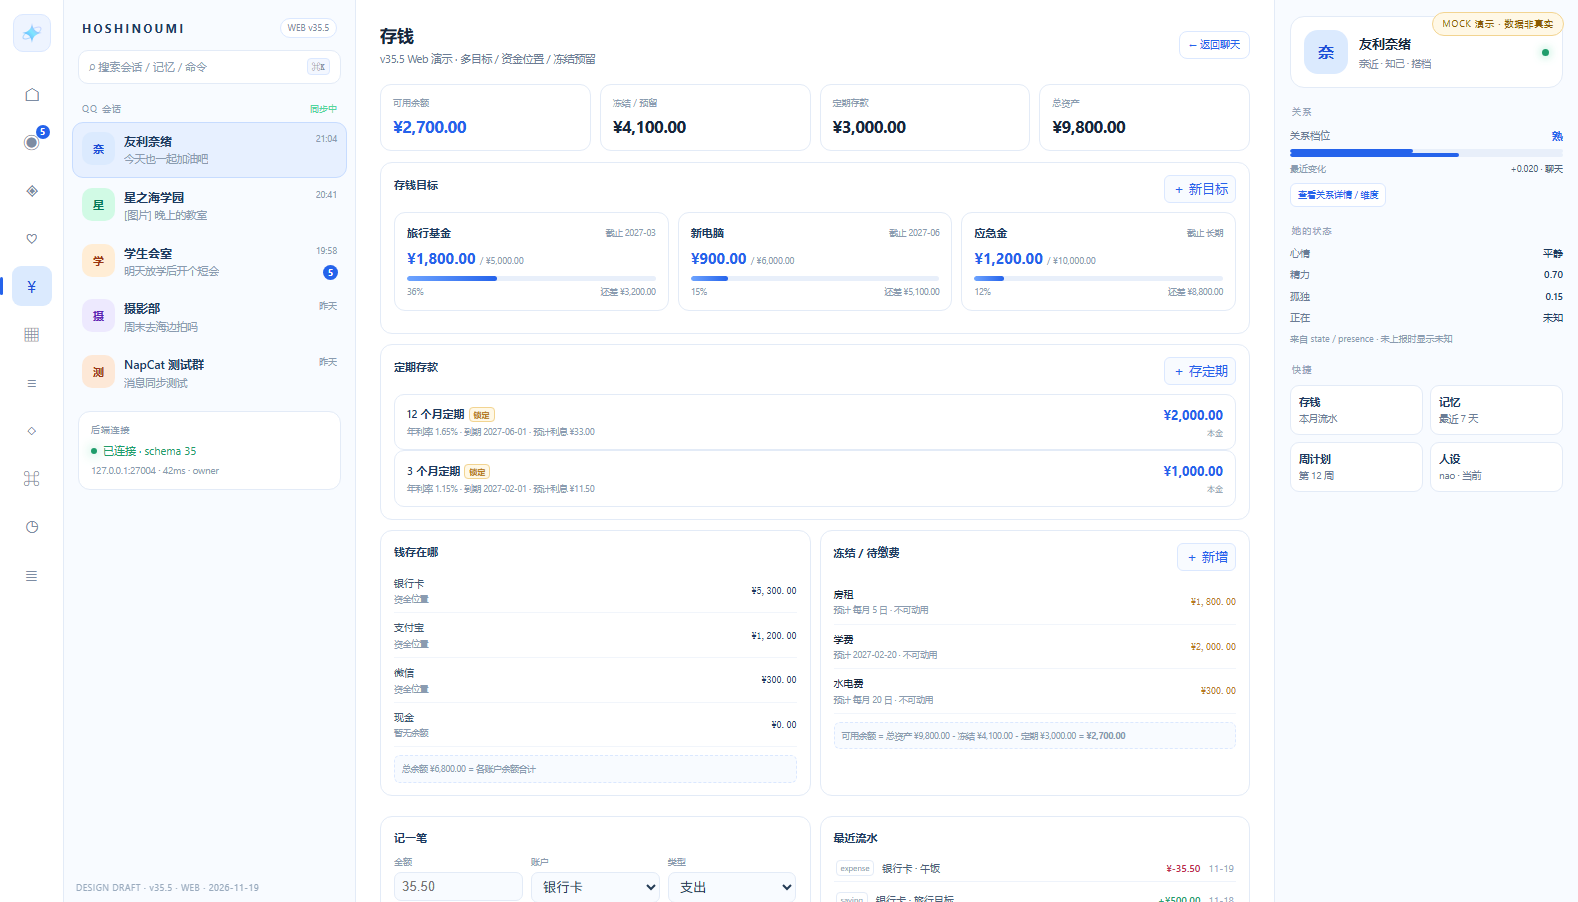 HOSHINOUMI
WEB v35.5
搜索会话 / 记忆 / 命令
⌘K
QQ 会话
同步中
奈
友利奈绪
21:04
今天也一起加油吧
星
星之海学园
20:41
[图片] 晚上的教室
学
学生会室
19:58
明天放学后开个短会
5
摄
摄影部
昨天
周末去海边拍吗
测
NapCat 测试群
昨天
消息同步测试
后端连接
已连接 · schema 35
127.0.0.1:27004 · 42ms · owner
DESIGN DRAFT · v35.5 · WEB · 2026-11-19
5
¥
存钱
v35.5 Web 演示 · 多目标 / 资金位置 / 冻结预留
← 返回聊天
可用余额
¥2,700.00
冻结 / 预留
¥4,100.00
定期存款
¥3,000.00
总资产
¥9,800.00
存钱目标
+ 新目标
旅行基金
截止 2027-03
¥1,800.00 / ¥5,000.00
36%
还差 ¥3,200.00
新电脑
截止 2027-06
¥900.00 / ¥6,000.00
15%
还差 ¥5,100.00
应急金
截止 长期
¥1,200.00 / ¥10,000.00
12%
还差 ¥8,800.00
定期存款
+ 存定期
12 个月定期 锁定
¥2,000.00
年利率 1.65% · 到期 2027-06-01 · 预计利息 ¥33.00
本金
3 个月定期 锁定
¥1,000.00
年利率 1.15% · 到期 2027-02-01 · 预计利息 ¥11.50
本金
钱存在哪
银行卡
资金位置
¥5,300.00
支付宝
资金位置
¥1,200.00
微信
资金位置
¥300.00
现金
暂无余额
¥0.00
总余额 ¥6,800.00 = 各账户余额合计
冻结 / 待缴费
+ 新增
房租
预计 每月 5 日 · 不可动用
¥1,800.00
学费
预计 2027-02-20 · 不可动用
¥2,000.00
水电费
预计 每月 20 日 · 不可动用
¥300.00
可用余额 = 总资产 ¥9,800.00 - 冻结 ¥4,100.00 - 定期 ¥3,000.00 = ¥2,700.00
记一笔
金额
账户
类型
35.50
银行卡
支出
最近流水
expense 银行卡 · 午饭
¥-35.50 11-19
saving 银行卡 · 旅行目标
+¥500.00 11-18
MOCK 演示 · 数据非真实
奈
友利奈绪
亲近 · 知己 · 搭档
关系
关系档位
熟
最近变化
+0.020 · 聊天
查看关系详情 / 维度
她的状态
心情
平静
精力
0.70
孤独
0.15
正在
未知
来自 state / presence · 未上报时显示未知
快捷
存钱
本月流水
记忆
最近 7 天
周计划
第 12 周
人设
nao · 当前